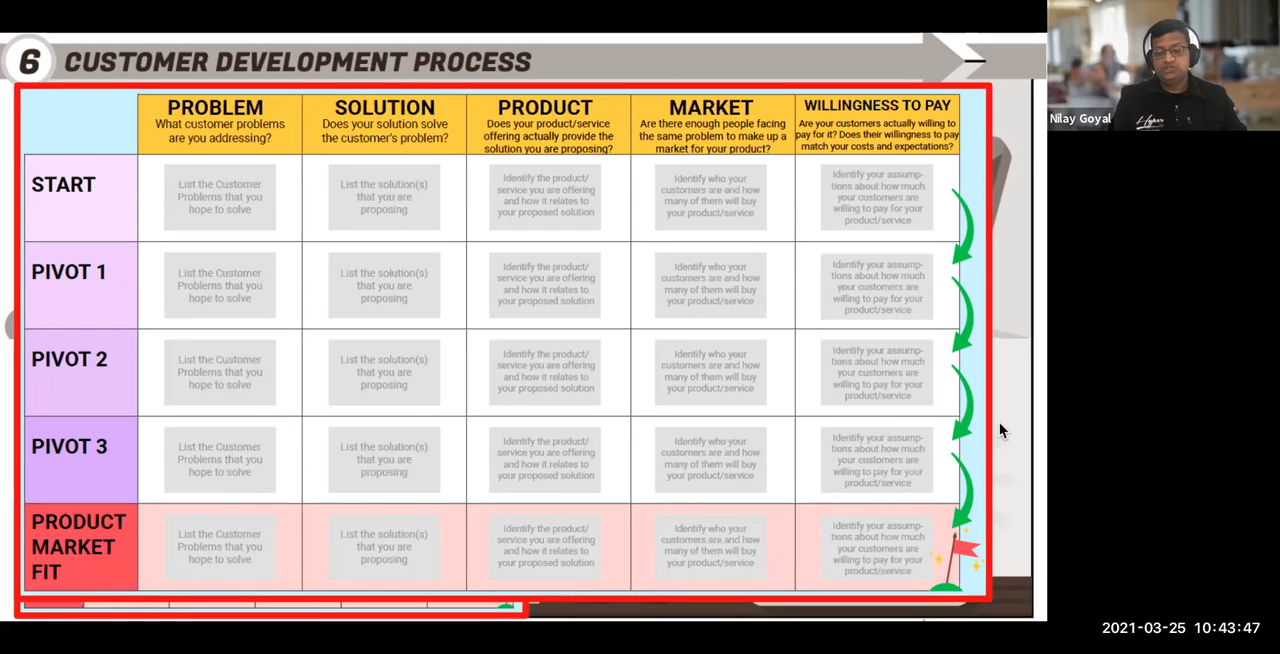 6 CUSTOMER DEVELOPMENT PROCESS
PROBLEM
What customer problems
are you addressing?
SOLUTION
Does your solution solve
the customer's problem?
PRODUCT
Does your product/service
offering actually provide the
solution you are proposing?
MARKET
Are there enough people facing
the same problem to make up a
market for your product?
WILLINGNESS TO PAY
Are your customers actually willing to
pay for it? Does their willingness to pay
match your costs and expectations?
START
List the Customer
Problems that you
hope to solve
List the solution(s)
that you are
proposing
Identify the product/
service you are offering
and how it relates to
your proposed solution
Identify who your
customers are and how
many of them will buy
your product/service
Identify your assump-
tions about how much
your customers are
willing to pay for your
product/service
PIVOT 1
List the Customer
Problems that you
hope to solve
List the solution(s)
that you are
proposing
Identify the product/
service you are offering
and how it relates to
your proposed solution
Identify who your
customers are and how
many of them will buy
your product/service
Identify your assump-
tions about how much
your customers are
willing to pay for your
product/service
PIVOT 2
List the Customer
Problems that you
hope to solve
List the solution(s)
that you are
proposing
Identify the product/
service you are offering
and how it relates to
your proposed solution
Identify who your
customers are and how
many of them will buy
your product/service
Identify your assump-
tions about how much
your customers are
willing to pay for your
product/service
PIVOT 3
List the Customer
Problems that you
hope to solve
List the solution(s)
that you are
proposing
Identify the product/
service you are offering
and how it relates to
your proposed solution
Identify who your
customers are and how
many of them will buy
your product/service
Identify your assump-
tions about how much
your customers are
willing to pay for your
product/service
PRODUCT
MARKET
FIT
List the Customer
Problems that you
hope to solve
List the solution(s)
that you are
proposing
Identify the product/
service you are offering
and how it relates to
your proposed solution
Identify who your
customers are and how
many of them will buy
your product/service
Identify your assump-
tions about how much
your customers are
willing to pay for your
product/service
Nilay Goyal
2021-03-25 10:43:47